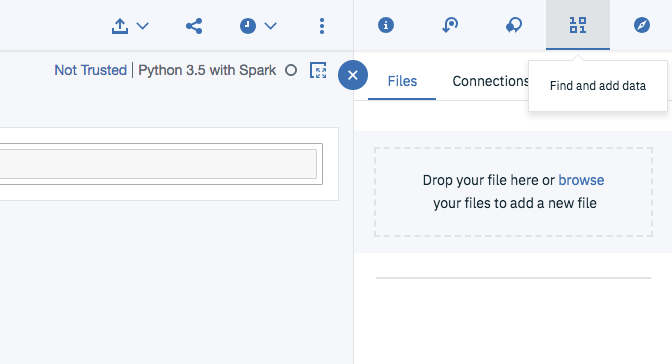 Not Trusted | Python 3.5 with Spark
Files
Connections
Find and add data
Drop your file here or browse
your files to add a new file